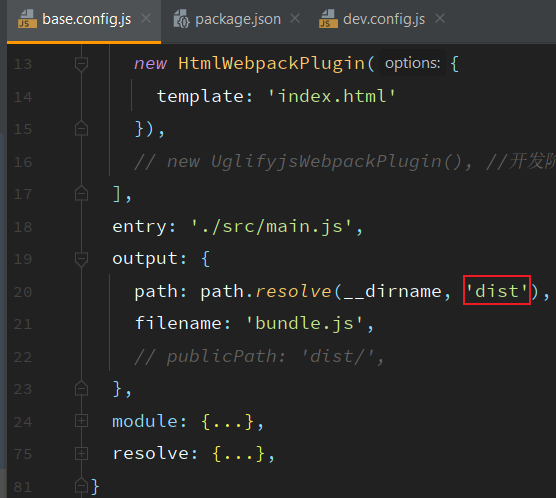 base.config.js package.json dev.config.js
13 new HtmlWebpackPlugin( options: {
14 template: 'index.html'
15 }),
16 // new UglifyjsWebpackPlugin(), //开发阶
17 ],
18 entry: './src/main.js',
19 output: {
20 path: path.resolve(__dirname, 'dist'),
21 filename: 'bundle.js',
22 // publicPath: 'dist/',
23 },
24 module: {...},
75 resolve: {...},
81 }